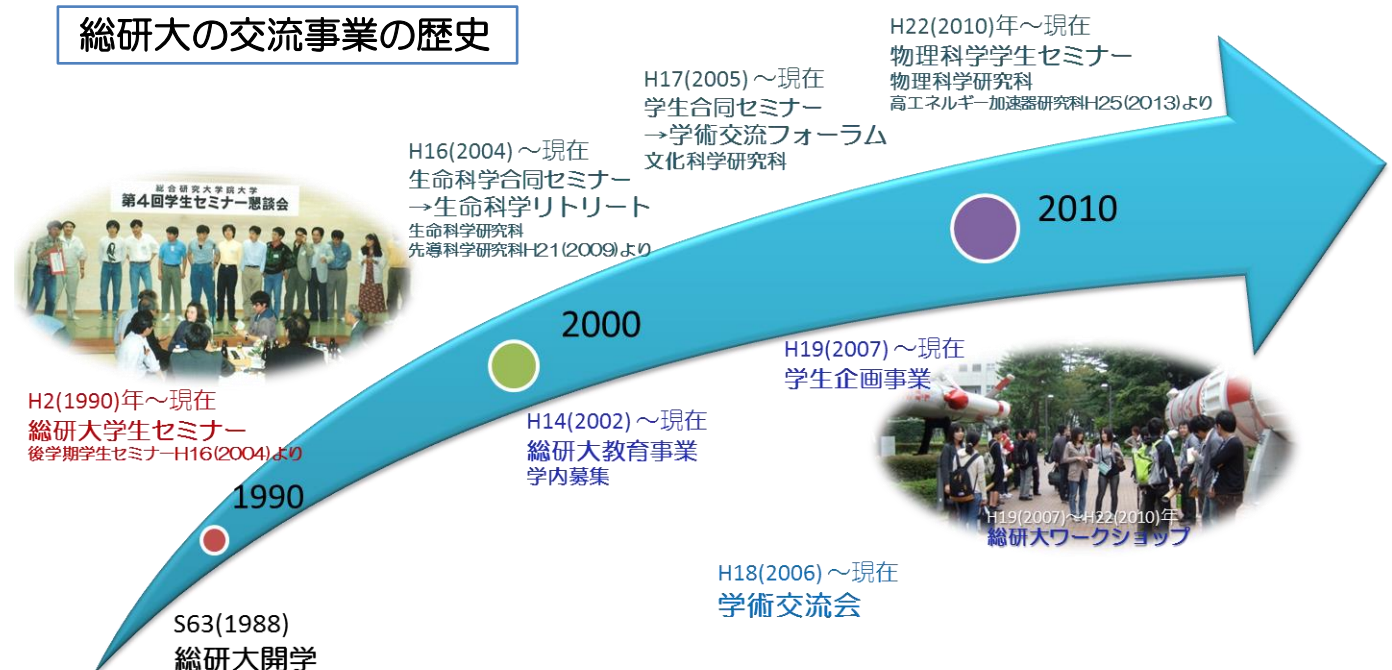 総研大の交流事業の歴史
H22(2010)年～現在
物理科学学生セミナー
物理科学研究科
高エネルギー加速器研究科H25(2013)より
H17(2005)～現在
学生合同セミナー
→学術交流フォーラム
文化科学研究科
H16(2004)～現在
生命科学合同セミナー
→生命科学リトリート
生命科学研究科
先導科学研究科H21(2009)より
総合研究大学院大学
第4回学生セミナー懇談会
2010
2000
H19(2007)～現在
学生企画事業
H2(1990)年～現在
総研大学生セミナー
後学期学生セミナーH16(2004)より
H14(2002)～現在
総研大教育事業
学内募集
1990
H19(2007)～H22(2010)年
総研大ワークショップ
H18(2006)～現在
学術交流会
S63(1988)
総研大開学